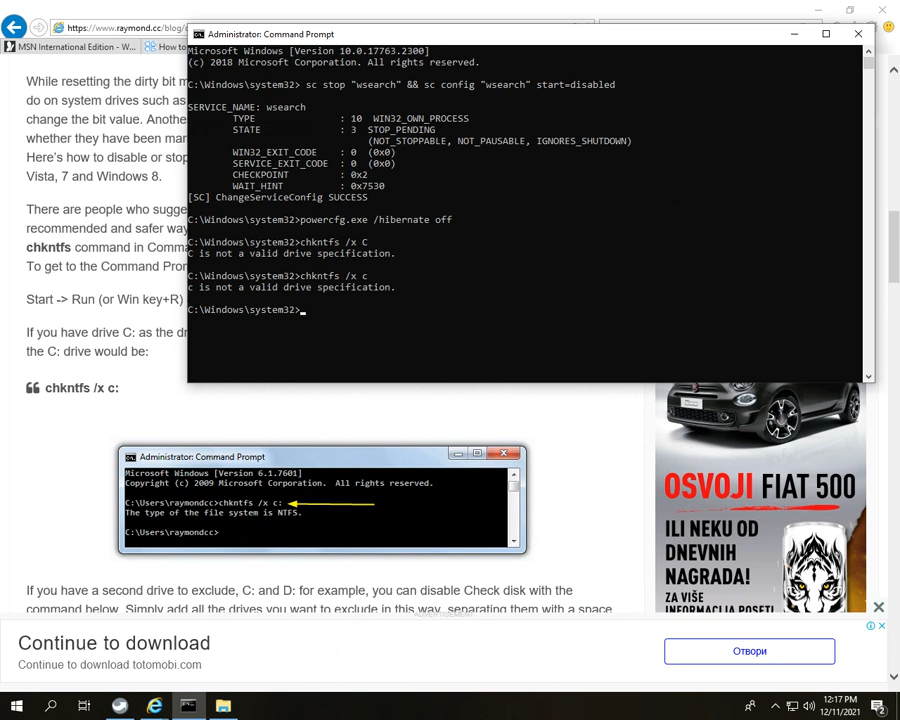 https://www.raymond.cc/blog/
MSN International Edition - W...
How to
While resetting the dirty bit m
do on system drives such as
change the bit value. Anothe
whether they have been mar
Here's how to disable or stop
Vista, 7 and Windows 8.
There are people who sugge
recommended and safer way
chkntfs command in Comma
To get to the Command Pron
Start -> Run (or Win key+R)
If you have drive C: as the d
the C: drive would be:
chkntfs /x c:
Administrator: Command Prompt
Microsoft Windows [Version 10.0.17763.2300]
(c) 2018 Microsoft Corporation. All rights reserved.
C:\Windows\system32> sc stop "wsearch" && sc config "wsearch" start=disabled
SERVICE_NAME: wsearch
TYPE : 10 WIN32_OWN_PROCESS
STATE : 3 STOP_PENDING
(NOT_STOPPABLE, NOT_PAUSABLE, IGNORES_SHUTDOWN)
WIN32_EXIT_CODE : 0 (0x0)
SERVICE_EXIT_CODE : 0 (0x0)
CHECKPOINT : 0x2
WAIT_HINT : 0x7530
[SC] ChangeServiceConfig SUCCESS
C:\Windows\system32>powercfg.exe /hibernate off
C:\Windows\system32>chkntfs /x C
C is not a valid drive specification.
C:\Windows\system32>chkntfs /x c
c is not a valid drive specification.
C:\Windows\system32>
Administrator: Command Prompt
Microsoft Windows [Version 6.1.7601]
Copyright (c) 2009 Microsoft Corporation. All rights reserved.
C:\Users\raymondcc>chkntfs /x c:
The type of the file system is NTFS.
C:\Users\raymondcc>
If you have a second drive to exclude, C: and D: for example, you can disable Check disk with the
command below. Simply add all the drives you want to exclude in this way, separating them with a space
OSVOJI FIAT 500
ILI NEKU OD
DNEVNIH
NAGRADA!
ZA VIŠE
INFORMACIJA POSETI
ADVERTISEMENT
Continue to download
Continue to download totomobi.com
Отвори
12:17 PM
12/11/2021
2